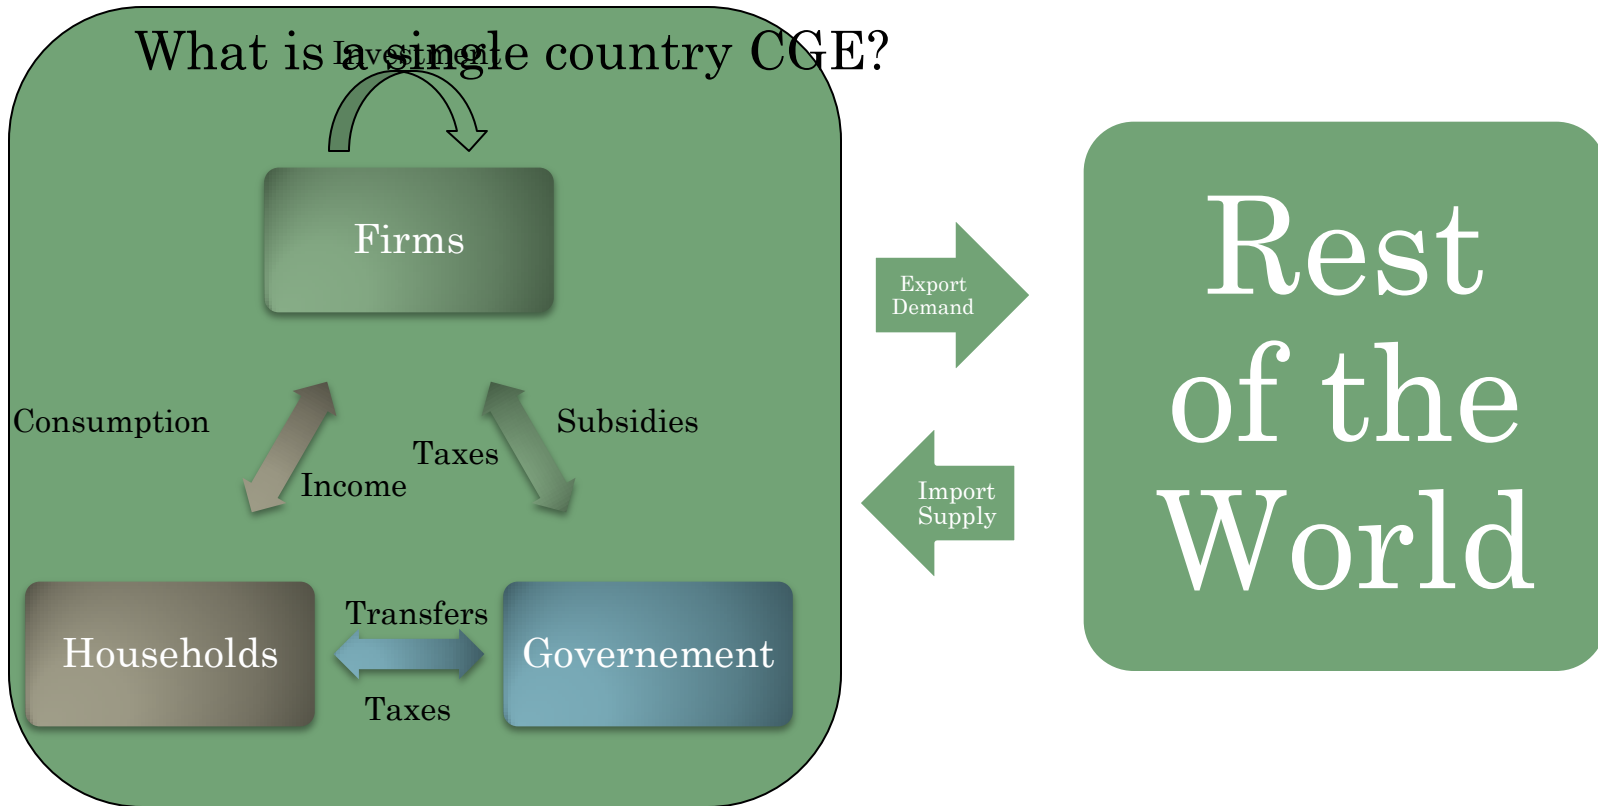 What is a single country CGE?
Investment
Firms
Consumption
Income
Taxes
Subsidies
Households
Transfers
Taxes
Governement
Export
Demand
Import
Supply
Rest
of the
World